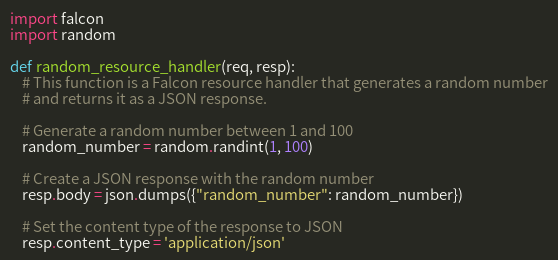 import falcon
import random

def random_resource_handler(req, resp):
    # This function is a Falcon resource handler that generates a random number
    # and returns it as a JSON response.

    # Generate a random number between 1 and 100
    random_number = random.randint(1, 100)

    # Create a JSON response with the random number
    resp.body = json.dumps({"random_number": random_number})

    # Set the content type of the response to JSON
    resp.content_type = 'application/json'